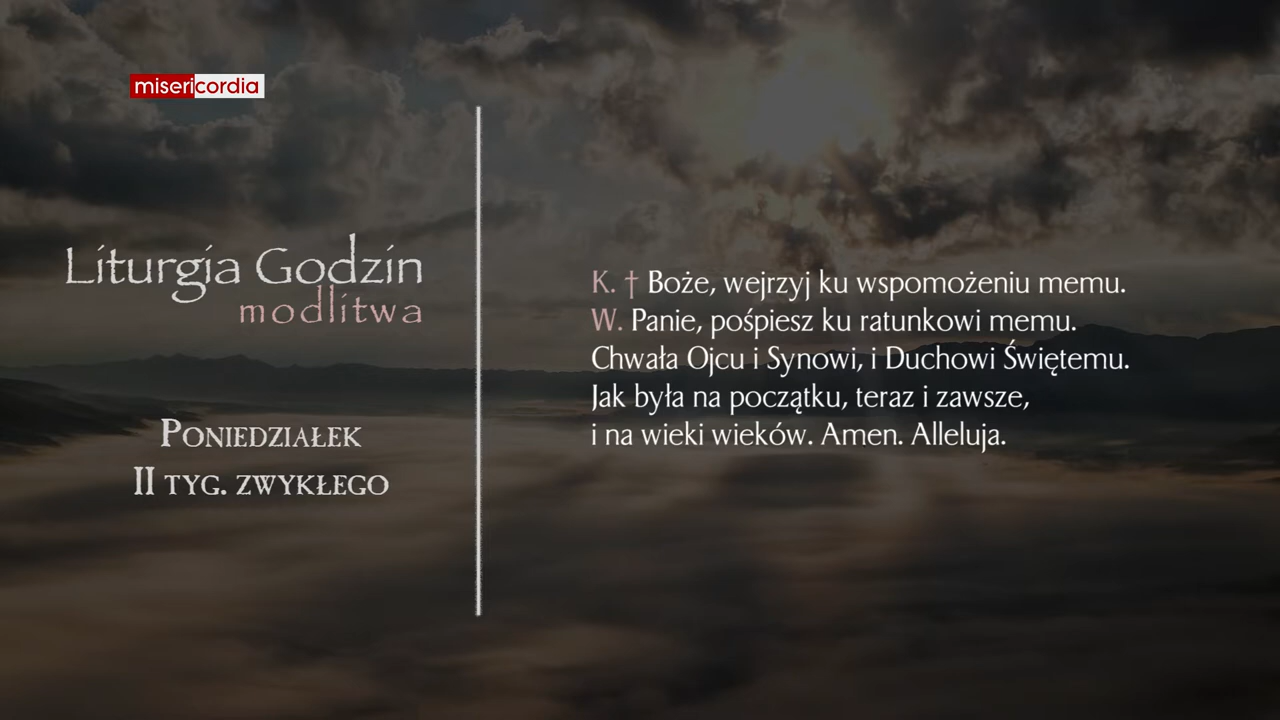 misericordia
Liturgia Godzin
modlitwa
Poniedziałek
II tyg. zwykłego
K. † Boże, wejrzyj ku wspomożeniu memu.
W. Panie, pośpiesz ku ratunkowi memu.
Chwała Ojcu i Synowi, i Duchowi Świętemu.
Jak była na początku, teraz i zawsze,
i na wieki wieków. Amen. Alleluja.